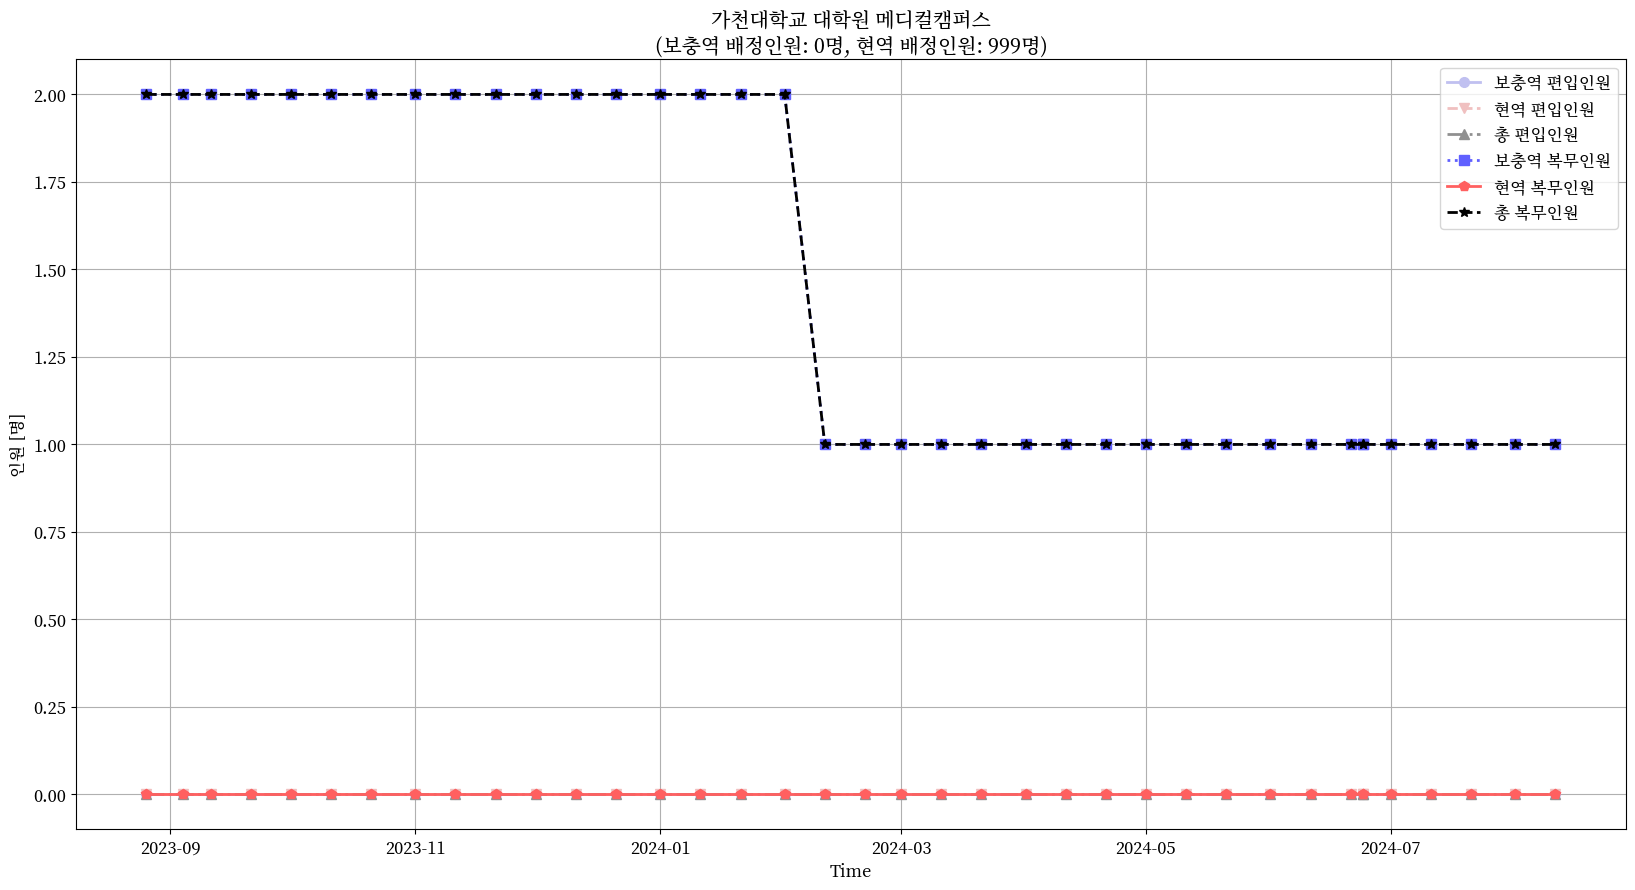 가천대학교 대학원 메디컬캠퍼스
(보충역 배정인원: 0명, 현역 배정인원: 999명)
보충역 편입인원
현역 편입인원
총 편입인원
보충역 복무인원
현역 복무인원
총 복무인원
인원 [명]
2.00
1.75
1.50
1.25
1.00
0.75
0.50
0.25
0.00
2023-09
2023-11
2024-01
2024-03
2024-05
2024-07
Time